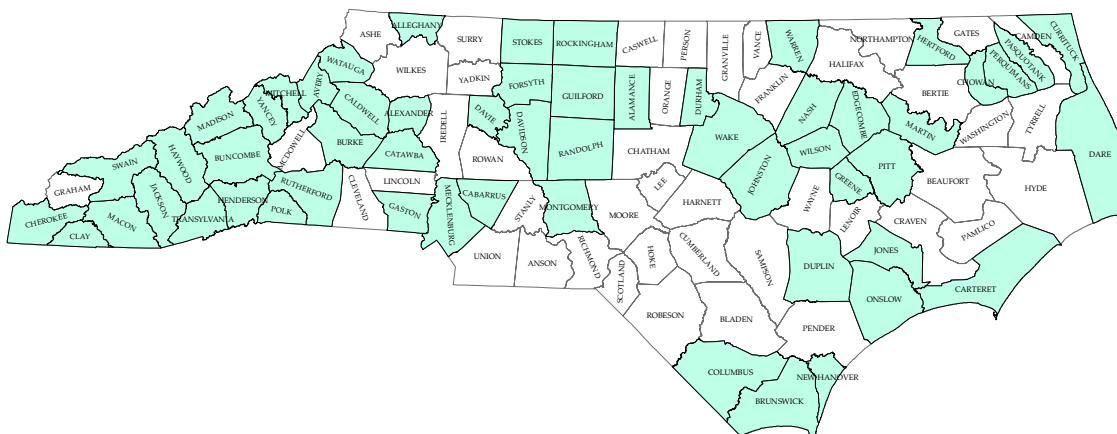 ASHE
ALLEGHANY
SURRY
STOKES
ROCKINGHAM
CASWELL
PERSON
GRANVILLE
VANCE
WARREN
NORTHAMPTON
GATES
CAMDEN
CURRITUCK
HERTFORD
PASQUOTANK
PERQUIMANS
CHOWAN
HALIFAX
BERTIE
WATAUGA
WILKES
YADKIN
FORSYTH
GUILFORD
ALAMANCE
ORANGE
DURHAM
FRANKLIN
NASH
EDGECOMBE
MARTIN
WASHINGTON
TYRRELL
DARE
AVERY
MITCHELL
YANCEY
CALDWELL
ALEXANDER
IREDELL
DAVIE
DAVIDSON
RANDOLPH
CHATHAM
WAKE
WILSON
PITT
BEAUFORT
HYDE
MADISON
BUNCOMBE
MCDOWELL
BURKE
CATAWBA
ROWAN
JOHNSTON
GREENE
SWAIN
HAYWOOD
JACKSON
GRAHAM
RUTHERFORD
HENDERSON
POLK
TRANSYLVANIA
CLEVELAND
LINCOLN
GASTON
MECKLENBURG
CABARRUS
STANLY
MONTGOMERY
MOORE
LEE
HARNETT
WAYNE
LENOIR
CRAVEN
PAMLICO
CHEROKEE
CLAY
MACON
UNION
ANSON
RICHMOND
SCOTLAND
HOKE
CUMBERLAND
SAMPSON
DUPLIN
JONES
ONSLOW
CARTERET
ROBESON
BLADEN
PENDER
COLUMBUS
BRUNSWICK
NEW HANOVER